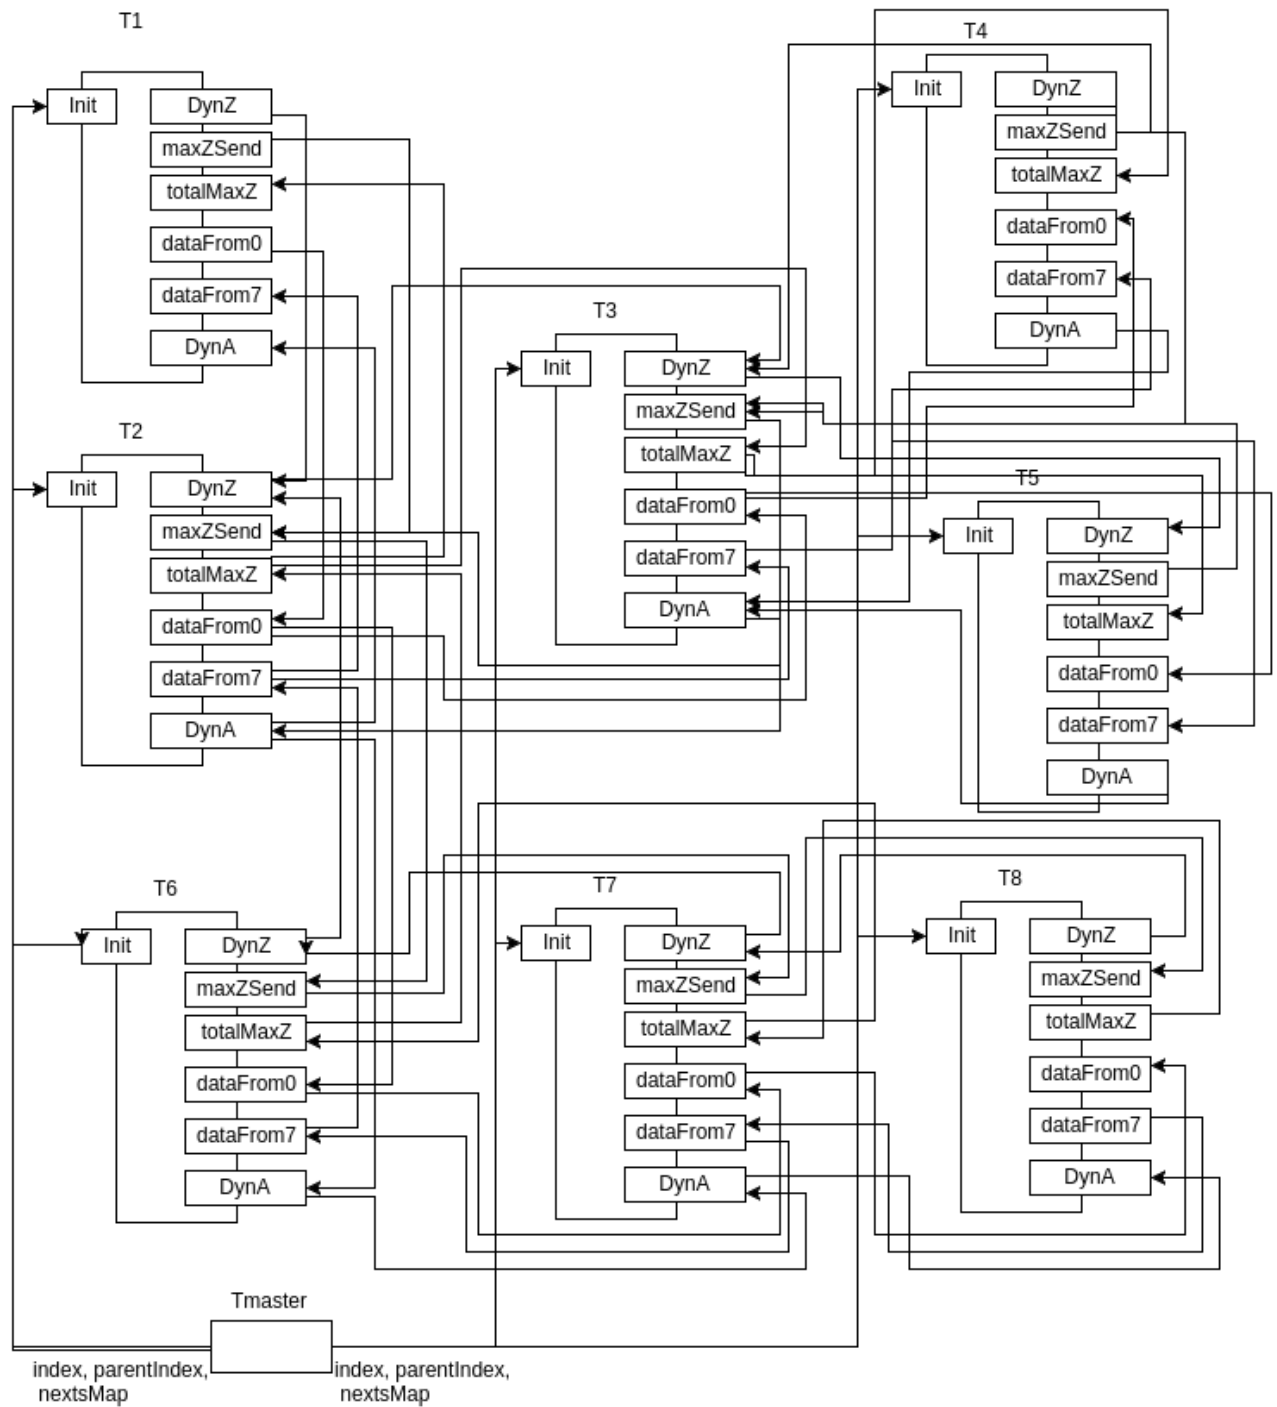 T1
Init
DynZ
maxZSend
totalMaxZ
dataFrom0
dataFrom7
DynA
T4
Init
DynZ
maxZSend
totalMaxZ
dataFrom0
dataFrom7
DynA
T3
Init
DynZ
maxZSend
totalMaxZ
dataFrom0
dataFrom7
DynA
T2
Init
DynZ
maxZSend
totalMaxZ
dataFrom0
dataFrom7
DynA
T5
Init
DynZ
maxZSend
totalMaxZ
dataFrom0
dataFrom7
DynA
T6
Init
DynZ
maxZSend
totalMaxZ
dataFrom0
dataFrom7
DynA
T7
Init
DynZ
maxZSend
totalMaxZ
dataFrom0
dataFrom7
DynA
T8
Init
DynZ
maxZSend
totalMaxZ
dataFrom0
dataFrom7
DynA
Tmaster
index, parentIndex,
nextsMap
index, parentIndex,
nextsMap